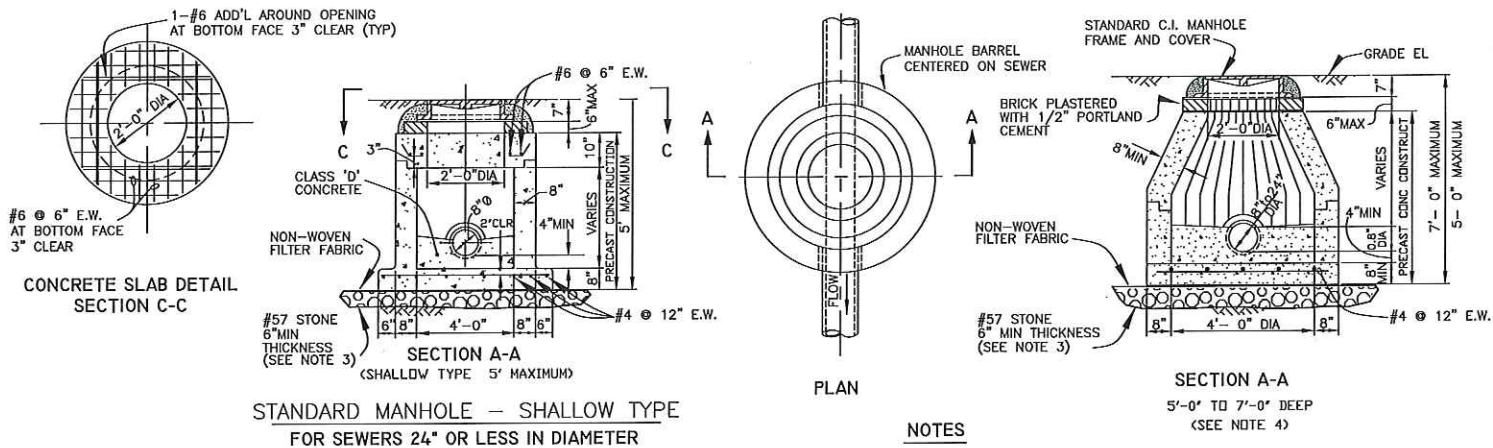 1-#6 ADD'L AROUND OPENING
AT BOTTOM FACE 3" CLEAR (TYP)
2'-0" DIA
#6 @ 6" E.W.
AT BOTTOM FACE
3" CLEAR
CONCRETE SLAB DETAIL
SECTION C-C
#6 @ 6" E.W.
C
C
7"
6"MAX
3"
10"
CLASS 'D'
CONCRETE
2'-0"DIA
8"
8"Ø
2"CLR
4"MIN
VARIES
PRECAST CONSTRUCTION
5' MAXIMUM
NON-WOVEN
FILTER FABRIC
8"
#57 STONE
6"MIN
THICKNESS
(SEE NOTE 3)
6"
8"
4'-0"
8"
6"
#4 @ 12" E.W.
SECTION A-A
(SHALLOW TYPE 5' MAXIMUM)
STANDARD MANHOLE - SHALLOW TYPE
FOR SEWERS 24" OR LESS IN DIAMETER
MANHOLE BARREL
CENTERED ON SEWER
A
A
FLOW
PLAN
NOTES
STANDARD C.I. MANHOLE
FRAME AND COVER
GRADE EL
BRICK PLASTERED
WITH 1/2" PORTLAND
CEMENT
7"
6"MAX
2'-0"DIA
8"MIN
8"TO24"
DIA
4"MIN
0.8"
DIA
8"
MIN
VARIES
PRECAST CONC CONSTRUCT
7'- 0" MAXIMUM
5- 0" MAXIMUM
NON-WOVEN
FILTER FABRIC
#57 STONE
6" MIN THICKNESS
(SEE NOTE 3)
8"
4'- 0" DIA
8"
#4 @ 12" E.W.
SECTION A-A
5'-0" TO 7'-0" DEEP
(SEE NOTE 4)